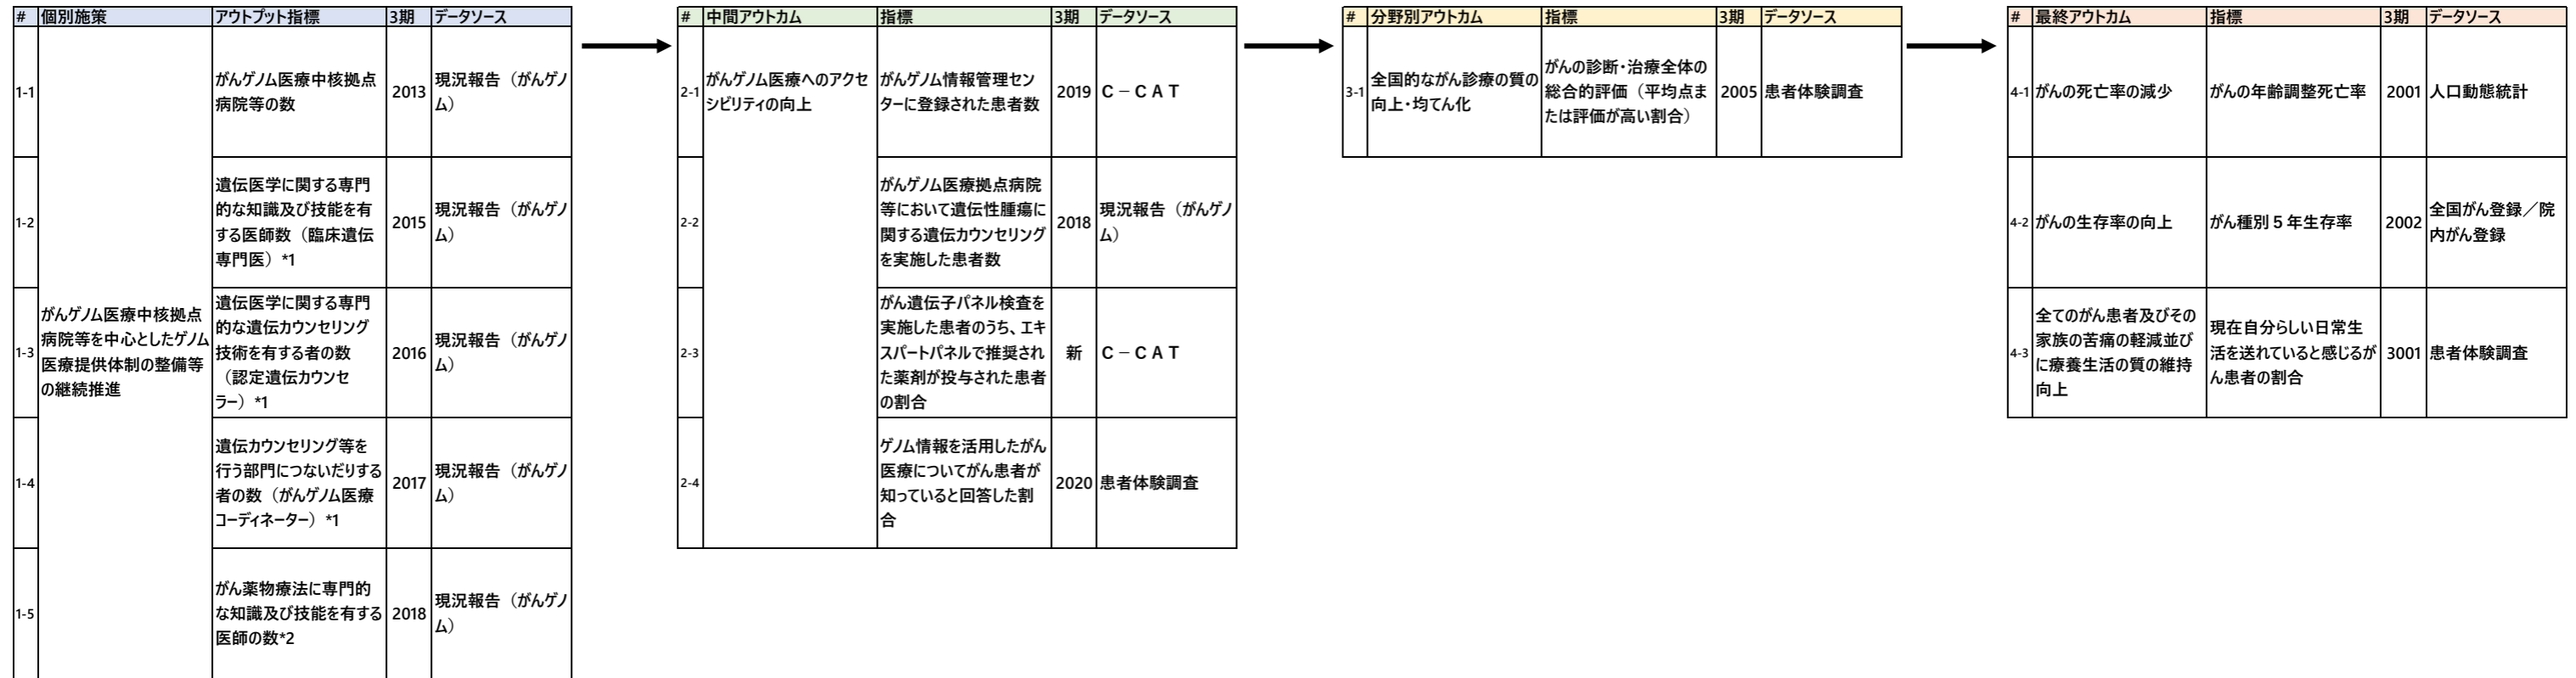 # 個別施策 アウトプット指標 3期 データソース
1-1
がんゲノム医療中核拠点
病院等の数
2013
現況報告（がんゲノ
ム）
1-2
遺伝医学に関する専門
的な知識及び技能を有
する医師数（臨床遺伝
専門医）*1
2015
現況報告（がんゲノ
ム）
1-3
がんゲノム医療中核拠点
病院等を中心としたゲノム
医療提供体制の整備等
の継続推進
遺伝医学に関する専門
的な遺伝カウンセリング
技術を有する者の数
（認定遺伝カウンセ
ラー）*1
2016
現況報告（がんゲノ
ム）
1-4
遺伝カウンセリング等を
行う部門につないだりする
者の数（がんゲノム医療
コーディネーター）*1
2017
現況報告（がんゲノ
ム）
1-5
がん薬物療法に専門的
な知識及び技能を有する
医師の数*2
2018
現況報告（がんゲノ
ム）
# 中間アウトカム 指標 3期 データソース
2-1
がんゲノム医療へのアクセ
シビリティの向上
がんゲノム情報管理セン
ターに登録された患者数
2019
C－CAT
2-2
がんゲノム医療拠点病院
等において遺伝性腫瘍に
関する遺伝カウンセリング
を実施した患者数
2018
現況報告（がんゲノ
ム）
2-3
がん遺伝子パネル検査を
実施した患者のうち、エキ
スパートパネルで推奨され
た薬剤が投与された患者
の割合
新
C－CAT
2-4
ゲノム情報を活用したがん
医療についてがん患者が
知っていると回答した割
合
2020
患者体験調査
# 分野別アウトカム 指標 3期 データソース
3-1
全国的ながん診療の質の
向上・均てん化
がんの診断・治療全体の
総合的評価（平均点ま
たは評価が高い割合）
2005
患者体験調査
# 最終アウトカム 指標 3期 データソース
4-1
がんの死亡率の減少
がんの年齢調整死亡率
2001
人口動態統計
4-2
がんの生存率の向上
がん種別５年生存率
2002
全国がん登録／院
内がん登録
4-3
全てのがん患者及びその
家族の苦痛の軽減並び
に療養生活の質の維持
向上
現在自分らしい日常生
活を送れていると感じるが
ん患者の割合
3001
患者体験調査